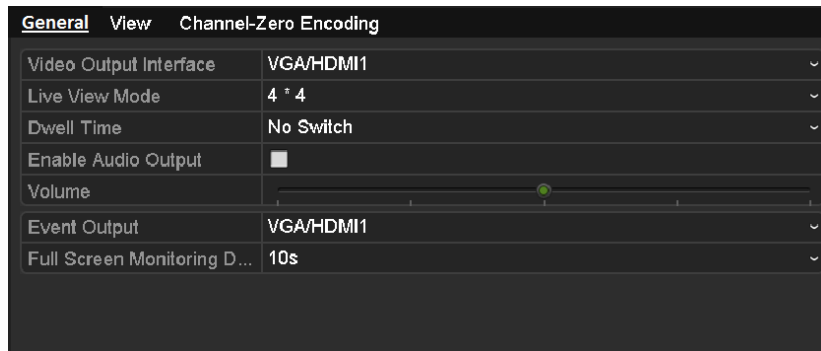 General View Channel-Zero Encoding
Video Output Interface VGA/HDMI1
Live View Mode 4 * 4
Dwell Time No Switch
Enable Audio Output
Volume
Event Output VGA/HDMI1
Full Screen Monitoring D... 10s